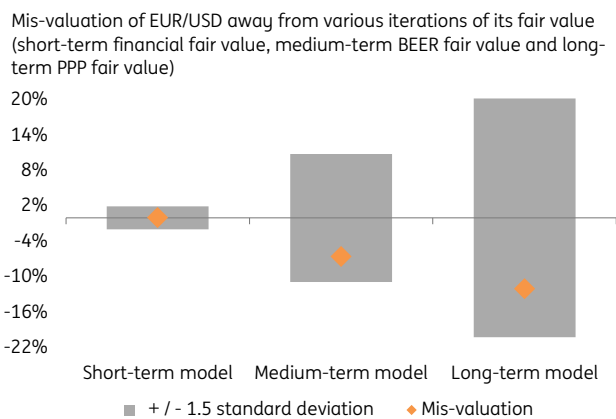 Mis-valuation of EUR/USD away from various iterations of its fair value
(short-term financial fair value, medium-term BEER fair value and long-
term PPP fair value)
20%
14%
8%
2%
-4%
-10%
-16%
-22%
Short-term model Medium-term model Long-term model
+ / - 1.5 standard deviation Mis-valuation